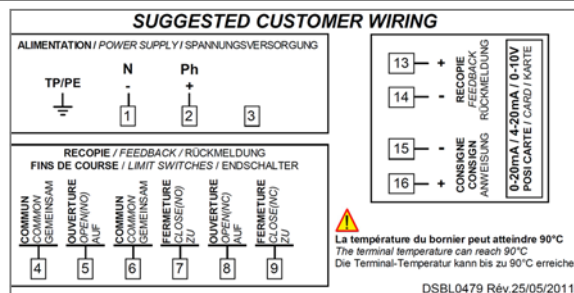 SUGGESTED CUSTOMER WIRING
ALIMENTATION / POWER SUPPLY / SPANNUNGSVERSORGUNG
TP/PE
N
-
Ph
+
1
2
3
RECOPIE / FEEDBACK / RÜCKMELDUNG
FINS DE COURSE / LIMIT SWITCHES / ENDSCHALTER
COMMUN
COMMON
GEMEINSAM
OUVERTURE
OPEN(NO)
AUF
COMMUN
COMMON
GEMEINSAM
FERMETURE
CLOSE(NO)
ZU
OUVERTURE
OPEN(NC)
AUF
FERMETURE
CLOSE(NC)
ZU
4
5
6
7
8
9
13 +
14 -
RECOPIE
FEEDBACK
RÜCKMELDUNG
15 -
16 +
CONSIGNE
CONSIGN
ANWEISUNG
0-20mA / 4-20mA / 0-10V
POSI CARTE / CARD / KARTE
La température du bornier peut atteindre 90°C
The terminal temperature can reach 90°C
Die Terminal-Temperatur kann bis zu 90°C erreiche
DSBL0479 Rév.25/05/2011